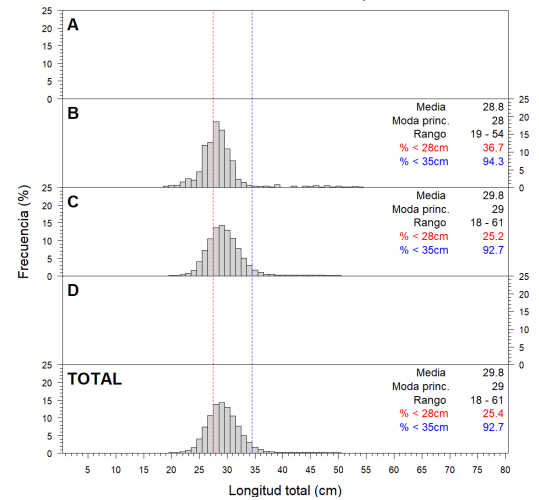 25
20
15
10
5
0
A
B
Media 28.8
Moda princ. 28
Rango 19 - 54
% < 28cm 36.7
% < 35cm 94.3
25
20
15
10
5
0
25
20
15
10
5
0
C
Media 29.8
Moda princ. 29
Rango 18 - 61
% < 28cm 25.2
% < 35cm 92.7
D
25
20
15
10
5
0
25
20
15
10
5
0
TOTAL
Media 29.8
Moda princ. 29
Rango 18 - 61
% < 28cm 25.4
% < 35cm 92.7
Frecuencia (%)
5 10 15 20 25 30 35 40 45 50 55 60 65 70 75 80
Longitud total (cm)